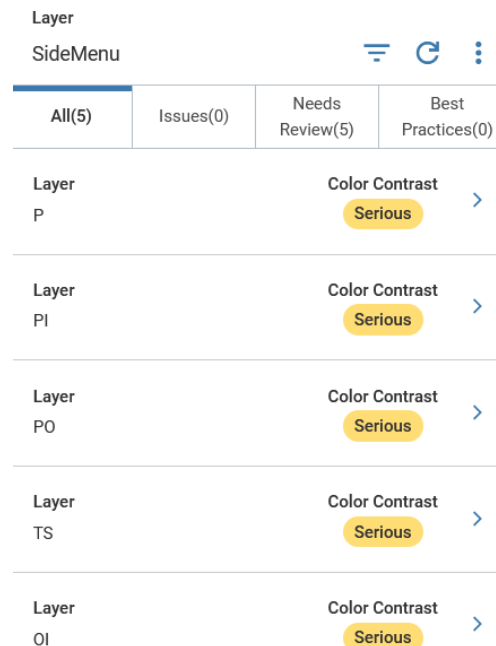 Layer
SideMenu
All(5)
Issues(0)
Needs
Review(5)
Best
Practices(0)
Layer
Color Contrast
P
Serious
Layer
Color Contrast
PI
Serious
Layer
Color Contrast
PO
Serious
Layer
Color Contrast
TS
Serious
Layer
Color Contrast
OI
Serious